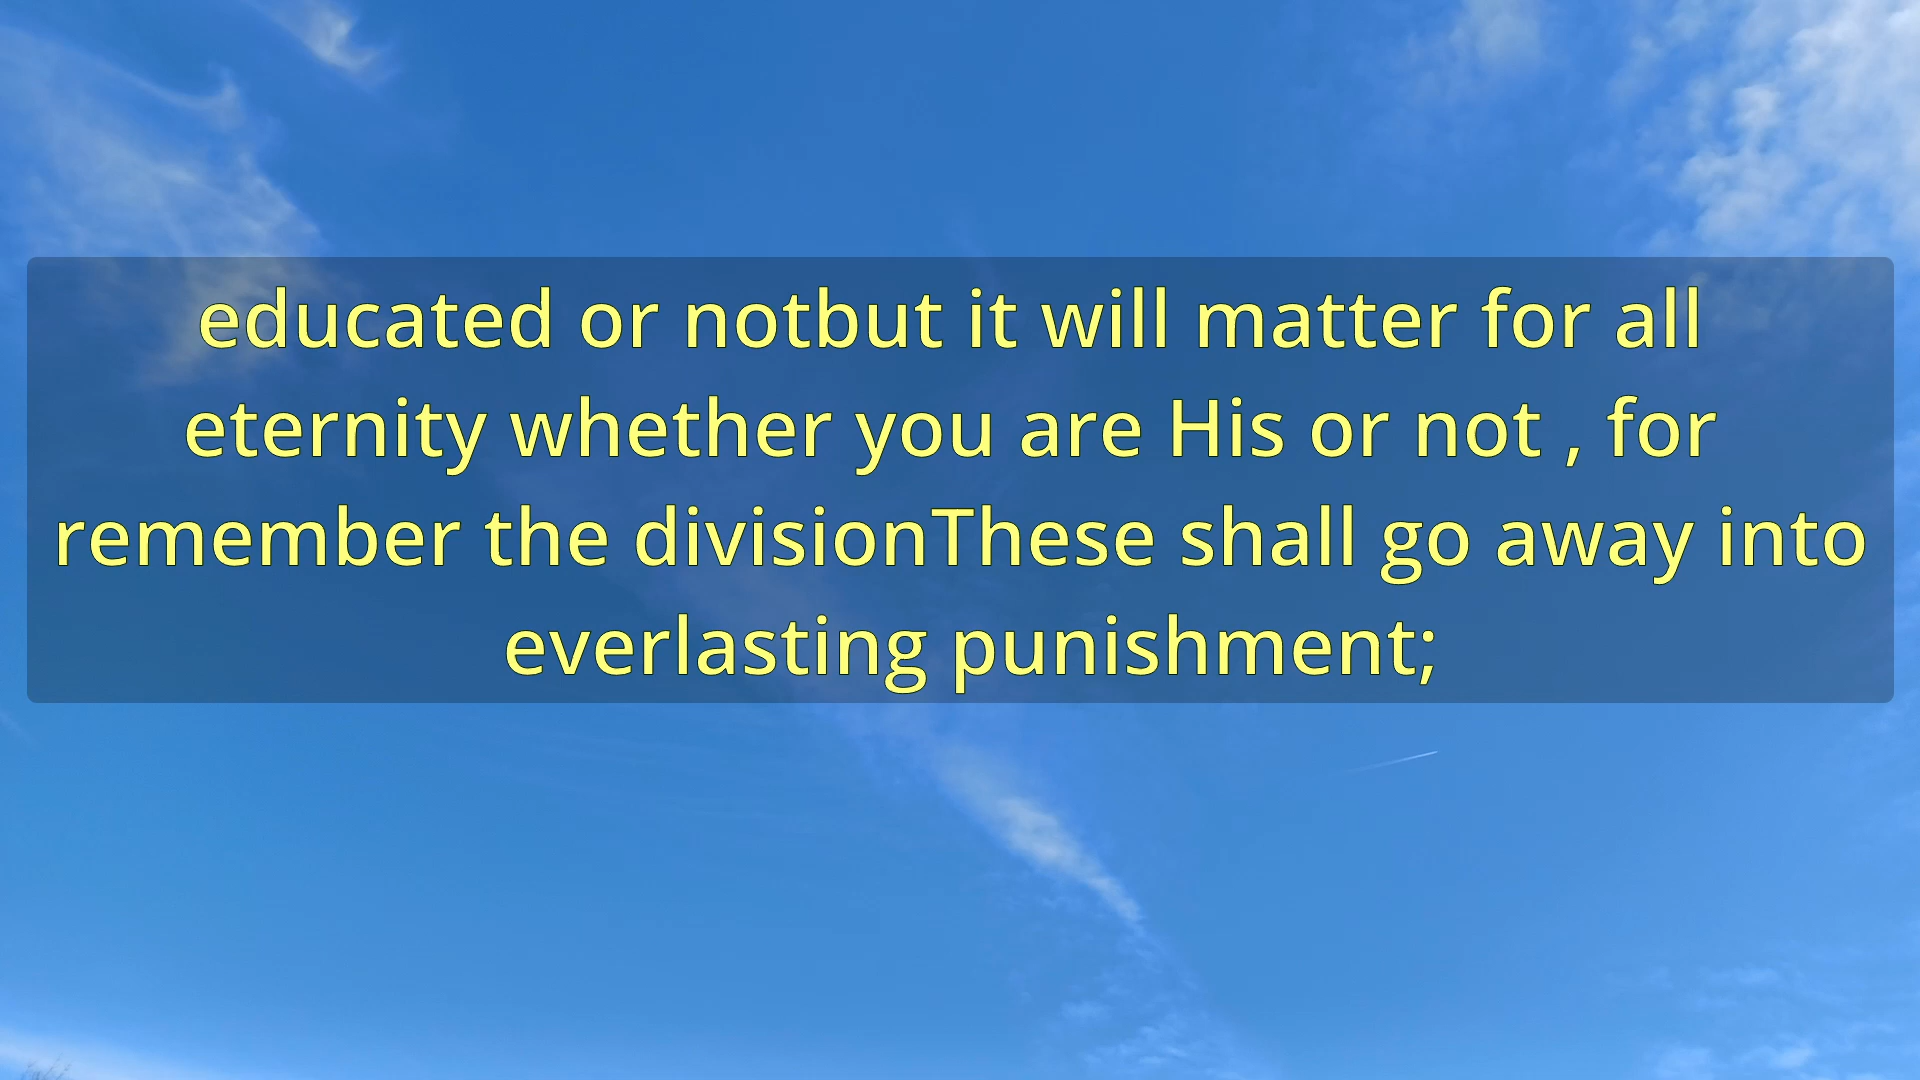 educated or notbut it will matter for all
eternity whether you are His or not , for
remember the divisionThese shall go away into
everlasting punishment;